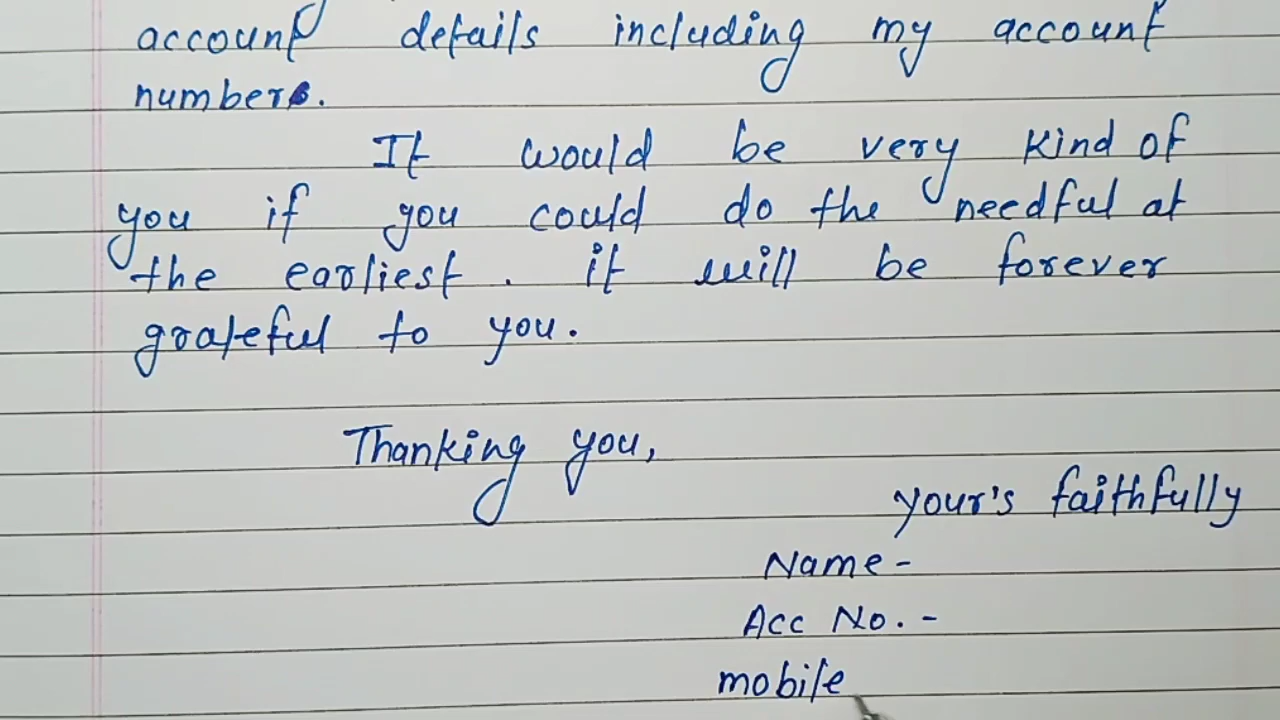 account details including my account
numbers.
It would be very kind of
you if you could do the needful at
the earliest. it will be forever
grateful to you.
Thanking you,
your's faithfully
Name-
Acc No. -
mobile